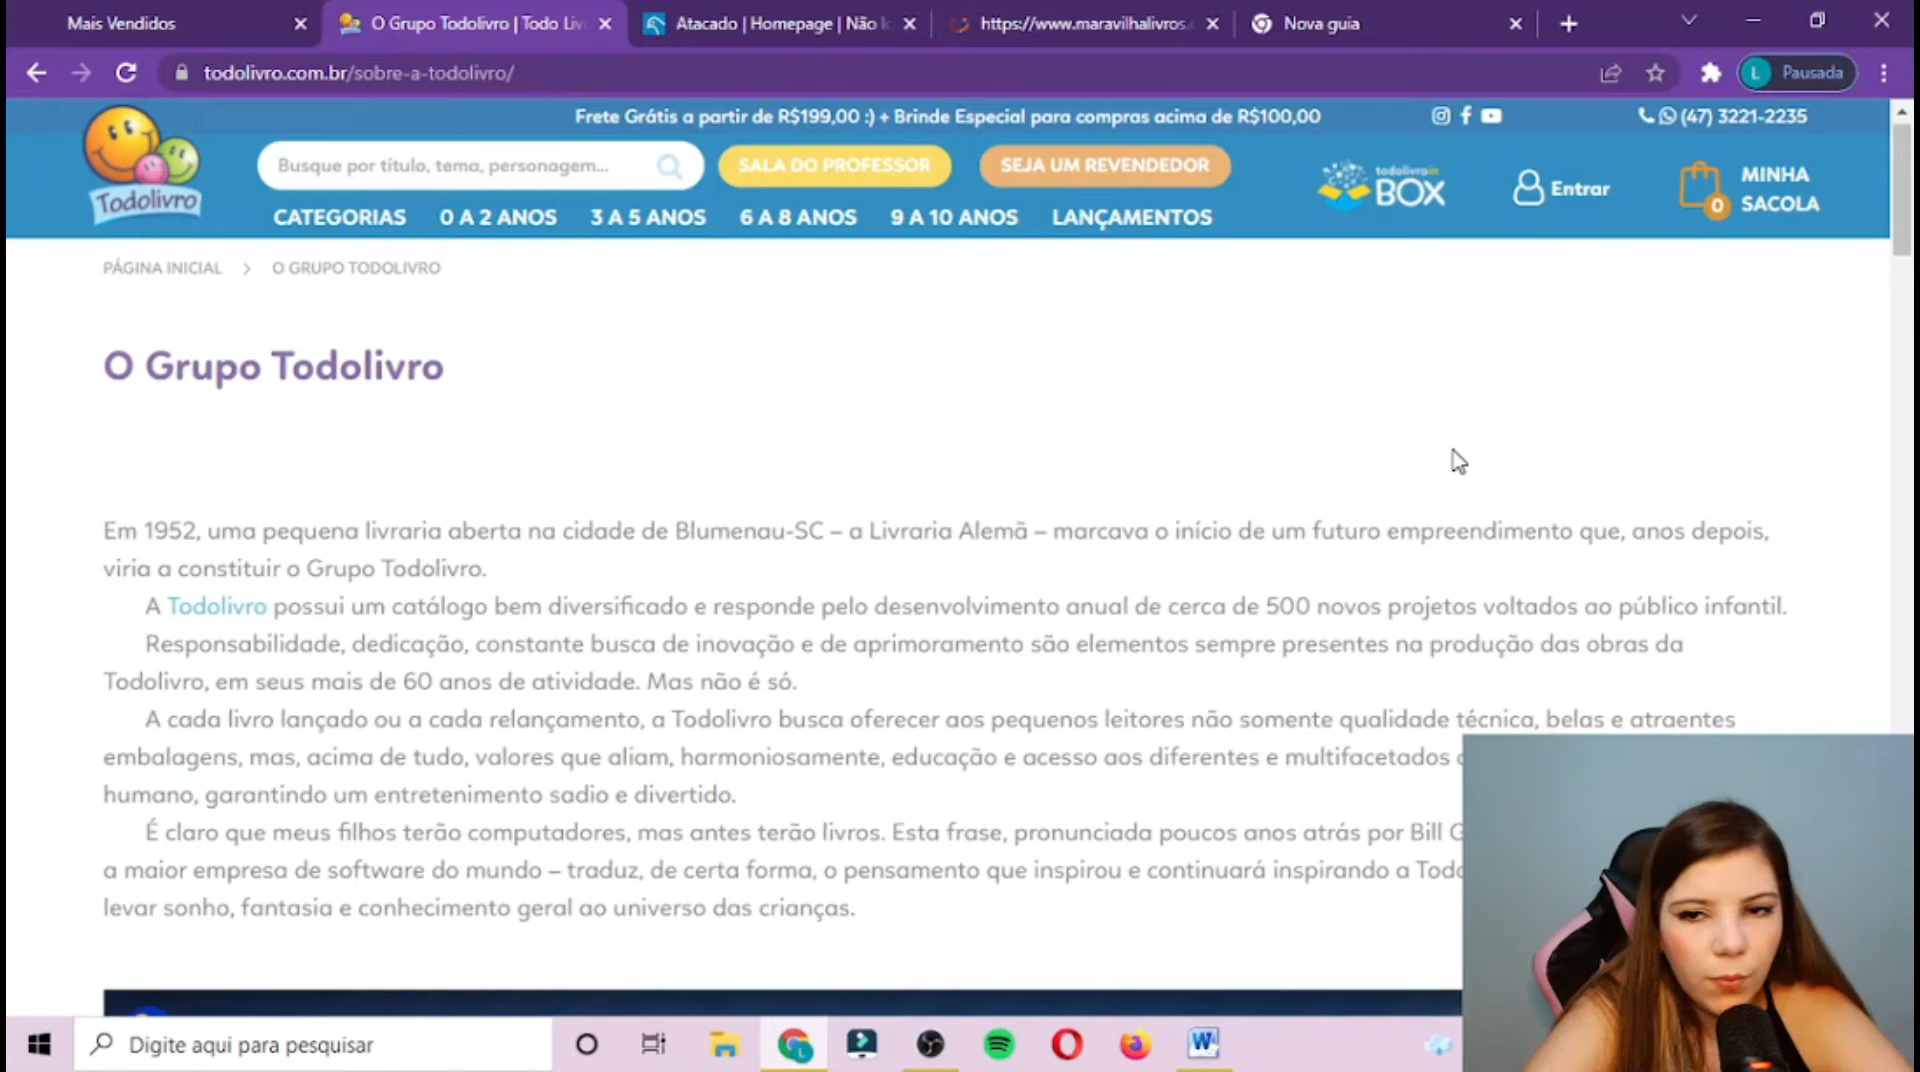 Mais Vendidos
O Grupo Todolivro | Todo Liv
Atacado | Homepage | Não
https://www.maravilhalivros.
Nova guia
todolivro.com.br/sobre-a-todolivro/
L Pausada
Frete Grátis a partir de R$199,00 :) + Brinde Especial para compras acima de R$100,00
(47) 3221-2235
Todolivro
Busque por título, tema, personagem...
SALA DO PROFESSOR
SEJA UM REVENDEDOR
todolivro in
BOX
Entrar
0
MINHA
SACOLA
CATEGORIAS 0 A 2 ANOS 3 A 5 ANOS 6 A 8 ANOS 9 A 10 ANOS LANÇAMENTOS
PÁGINA INICIAL > O GRUPO TODOLIVRO
O Grupo Todolivro
Em 1952, uma pequena livraria aberta na cidade de Blumenau-SC – a Livraria Alemã – marcava o início de um futuro empreendimento que, anos depois,
viria a constituir o Grupo Todolivro.
A Todolivro possui um catálogo bem diversificado e responde pelo desenvolvimento anual de cerca de 500 novos projetos voltados ao público infantil.
Responsabilidade, dedicação, constante busca de inovação e de aprimoramento são elementos sempre presentes na produção das obras da
Todolivro, em seus mais de 60 anos de atividade. Mas não é só.
A cada livro lançado ou a cada relançamento, a Todolivro busca oferecer aos pequenos leitores não somente qualidade técnica, belas e atraentes
embalagens, mas, acima de tudo, valores que aliam, harmoniosamente, educação e acesso aos diferentes e multifacetados
humano, garantindo um entretenimento sadio e divertido.
É claro que meus filhos terão computadores, mas antes terão livros. Esta frase, pronunciada poucos anos atrás por Bill G
a maior empresa de software do mundo – traduz, de certa forma, o pensamento que inspirou e continuará inspirando a Todo
levar sonho, fantasia e conhecimento geral ao universo das crianças.
Digite aqui para pesquisar